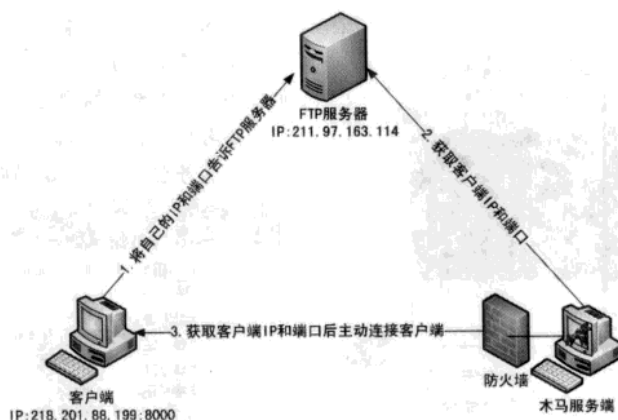 FTP服务器
IP:211.97.163.114
1.将自己的IP和端口告诉FTP服务器
2.获取客户端IP和端口
3.获取客户端IP和端口后主动连接客户端
防火墙
客户端
IP:218.201.88.199:8000
木马服务端